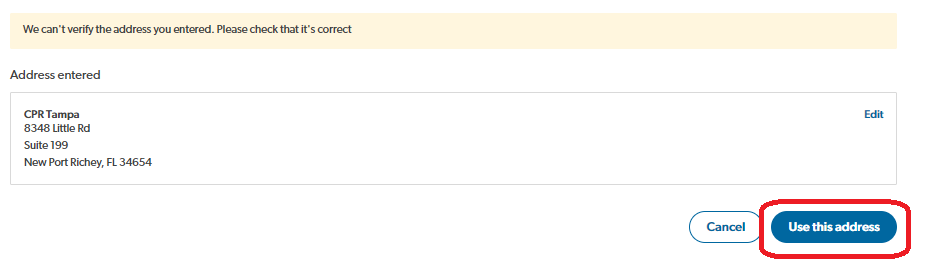 We can't verify the address you entered. Please check that it's correct
Address entered
CPR Tampa
Edit
8348 Little Rd
Suite 199
New Port Richey, FL 34654
Cancel
Use this address